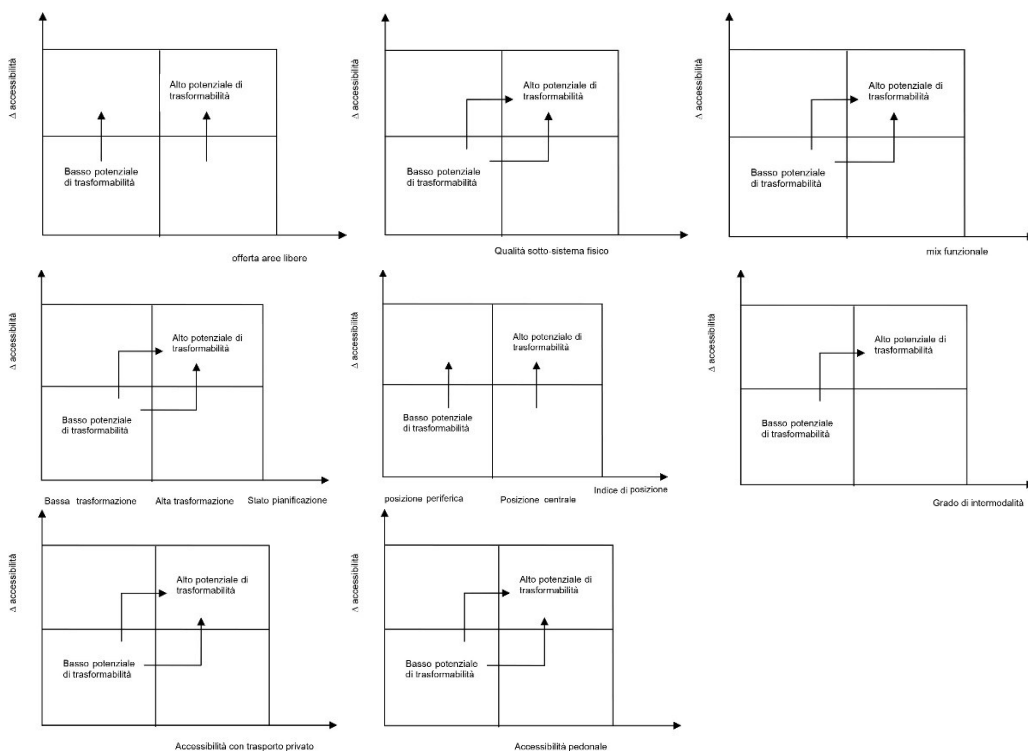 Δ accessibilità
Alto potenziale di
trasformabilità
Basso potenziale
di trasformabilità
offerta aree libero
Δ accessibilità
Alto potenziale di
trasformabilità
Basso potenziale
di trasformabilità
Qualità sotto-sistema fisico
Δ accessibilità
Alto potenziale di
trasformabilità
Basso potenziale
di trasformabilità
mix funzionale
Δ accessibilità
Alto potenziale di
trasformabilità
Basso potenziale
di trasformabilità
Bassa trasformazione Alta trasformazione Stato pianificazione
Δ accessibilità
Alto potenziale di
trasformabilità
Basso potenziale
di trasformabilità
posizione periferica Posizione centrale Indice di posizione
Δ accessibilità
Alto potenziale di
trasformabilità
Basso potenziale
di trasformabilità
Grado di intermodalità
Δ accessibilità
Alto potenziale di
trasformabilità
Basso potenziale
di trasformabilità
Accessibilità con trasporto privato
Δ accessibilità
Alto potenziale di
trasformabilità
Basso potenziale
di trasformabilità
Accessibilità pedonale